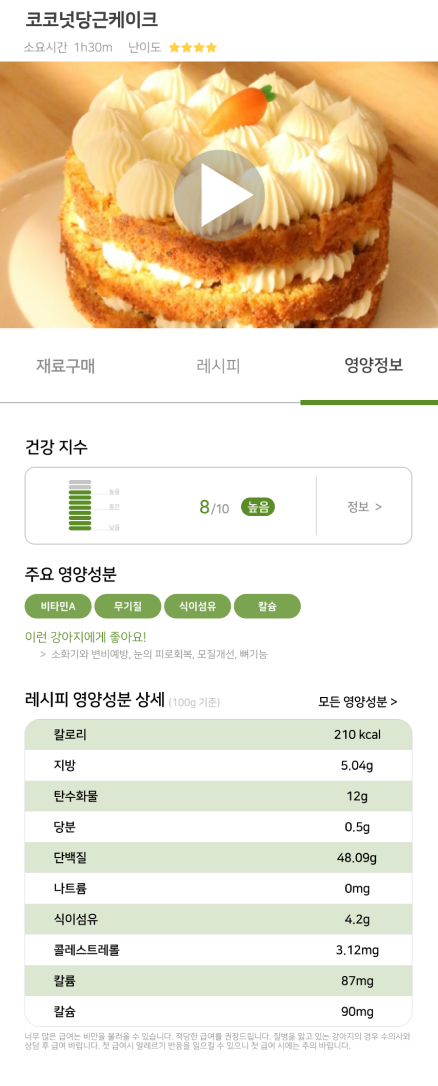 코코넛당근케이크
소요시간 1h30m 난이도
재료구매 레시피 영양정보
건강 지수
높음
중간
낮음
8/10 높음 정보 >
주요 영양성분
비타민A 무기질 식이섬유 칼슘
이런 강아지에게 좋아요!
> 소화기와 변비예방, 눈의 피로회복, 모질개선, 뼈기능
레시피 영양성분 상세 (100g 기준) 모든 영양성분 >
칼로리 210 kcal
지방 5.04g
탄수화물 12g
당분 0.5g
단백질 48.09g
나트륨 0mg
식이섬유 4.2g
콜레스트레롤 3.12mg
칼륨 87mg
칼슘 90mg
너무 많은 급여는 비만을 불러올 수 있습니다. 적당한 급여를 권장드립니다. 질병을 앓고 있는 강아지의 경우 수의사와
상담 후 급여 바랍니다. 첫 급여시 알레르기 반응을 일으킬 수 있으니 첫 급여 시에는 주의 바랍니다.